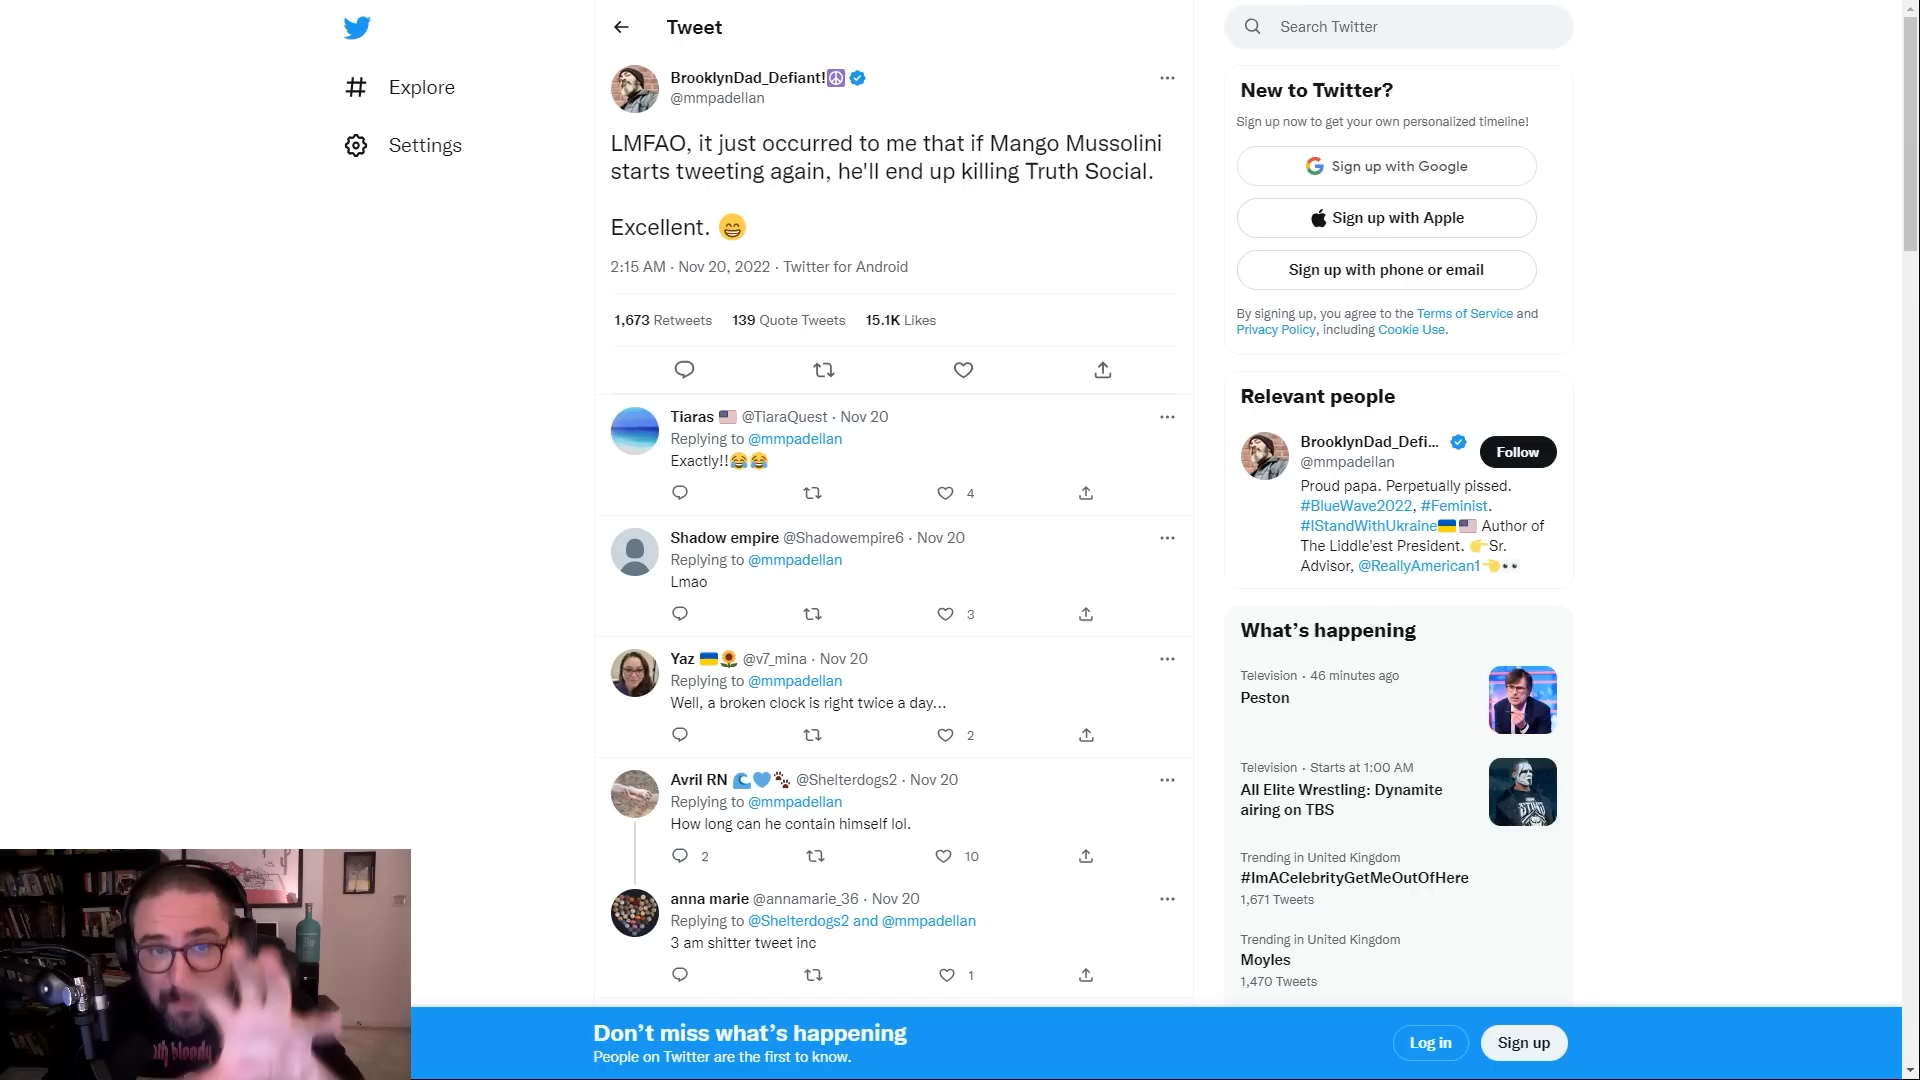 Explore
Settings
Tweet
BrooklynDad_Defiant!☮️
@mmpadellan
LMFAO, it just occurred to me that if Mango Mussolini
starts tweeting again, he'll end up killing Truth Social.
Excellent. 😁
2:15 AM · Nov 20, 2022 · Twitter for Android
1,673 Retweets 139 Quote Tweets 15.1K Likes
Tiaras 🇺🇸 @TiaraQuest · Nov 20
Replying to @mmpadellan
Exactly!!😂😂
4
Shadow empire @Shadowempire6 · Nov 20
Replying to @mmpadellan
Lmao
3
Yaz 🇺🇦🌻 @v7_mina · Nov 20
Replying to @mmpadellan
Well, a broken clock is right twice a day...
2
Avril RN 🌊💙🐾 @Shelterdogs2 · Nov 20
Replying to @mmpadellan
How long can he contain himself lol.
2 10
anna marie @annamarie_36 · Nov 20
Replying to @Shelterdogs2 and @mmpadellan
3 am shitter tweet inc
1
Search Twitter
New to Twitter?
Sign up now to get your own personalized timeline!
Sign up with Google
Sign up with Apple
Sign up with phone or email
By signing up, you agree to the Terms of Service and
Privacy Policy, including Cookie Use.
Relevant people
BrooklynDad_Defi...
@mmpadellan
Follow
Proud papa. Perpetually pissed.
#BlueWave2022, #Feminist.
#IStandWithUkraine🇺🇦🇺🇸 Author of
The Liddle'est President. 👉Sr.
Advisor, @ReallyAmerican1👈👀
What's happening
Television · 46 minutes ago
Peston
Television · Starts at 1:00 AM
All Elite Wrestling: Dynamite
airing on TBS
STING
Trending in United Kingdom
#ImACelebrityGetMeOutOfHere
1,671 Tweets
Trending in United Kingdom
Moyles
1,470 Tweets
bloody
Don't miss what's happening
People on Twitter are the first to know.
Log in
Sign up